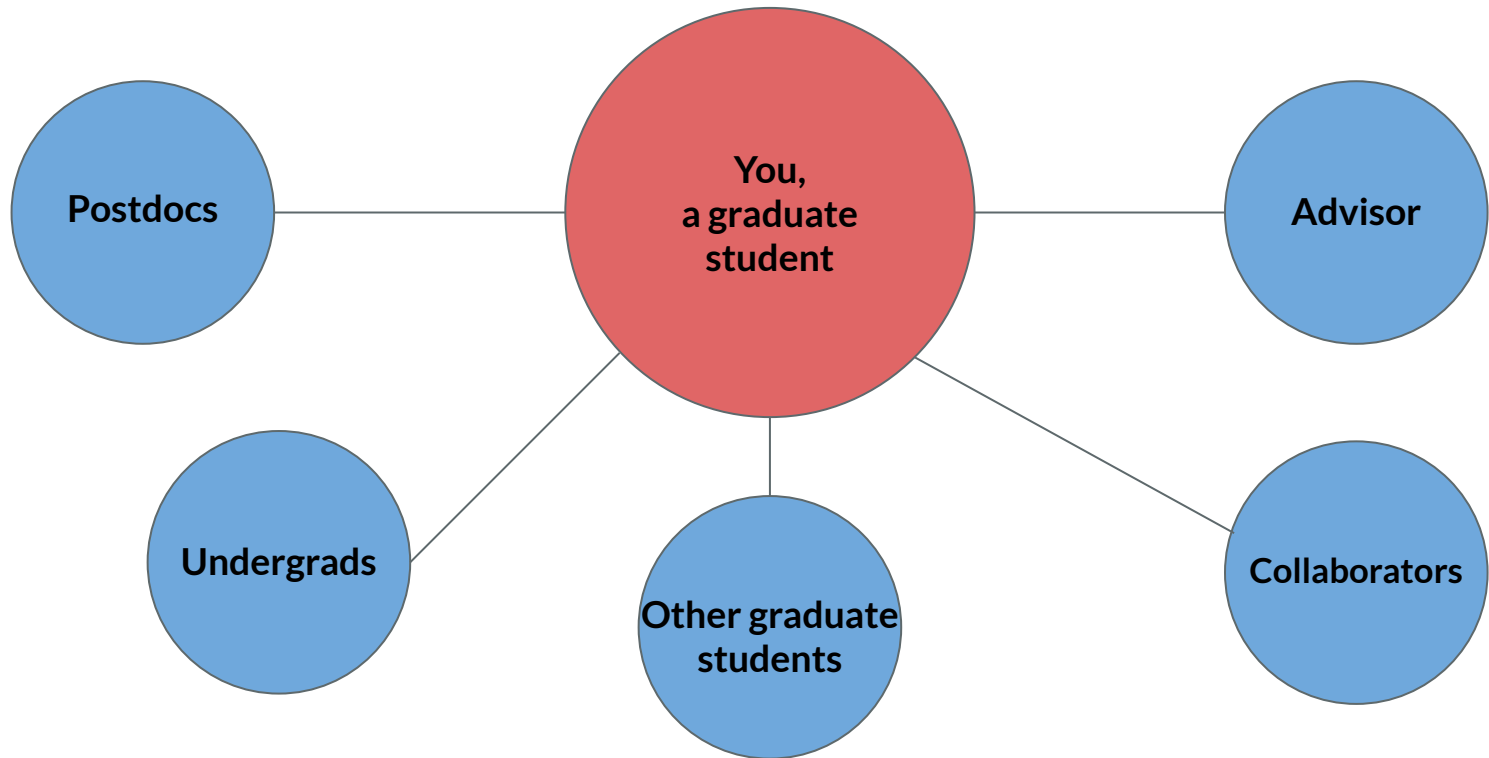 You,
a graduate
student
Postdocs
Advisor
Undergrads
Other graduate
students
Collaborators